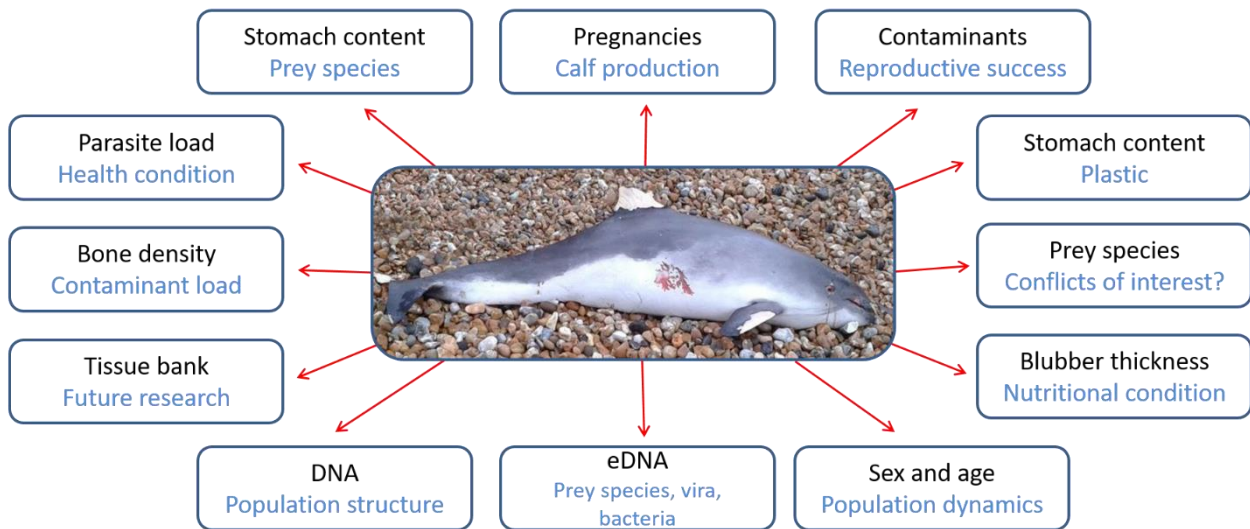 Stomach content
Prey species
Pregnancies
Calf production
Contaminants
Reproductive success
Parasite load
Health condition
Stomach content
Plastic
Bone density
Contaminant load
Prey species
Conflicts of interest?
Tissue bank
Future research
Blubber thickness
Nutritional condition
DNA
Population structure
eDNA
Prey species, vira,
bacteria
Sex and age
Population dynamics